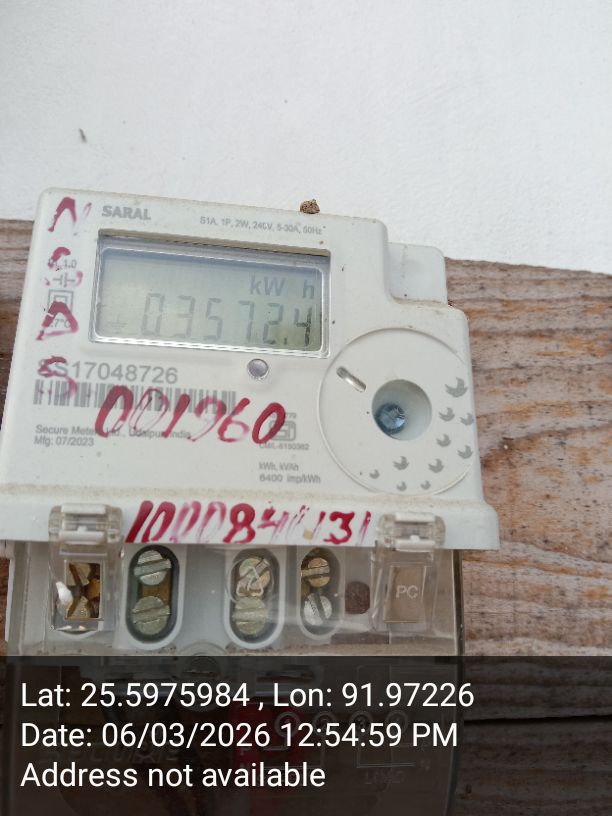 SARAL
S1A, 1P, 2W, 240V, 5-30A, 50Hz
kW h
03572.4
SS17048726
001960
Mfg: 07/2023
kWh, kVAh
6400 imp/kWh
PC
Lat: 25.5975984 , Lon: 91.97226
Date: 06/03/2026 12:54:59 PM
Address not available